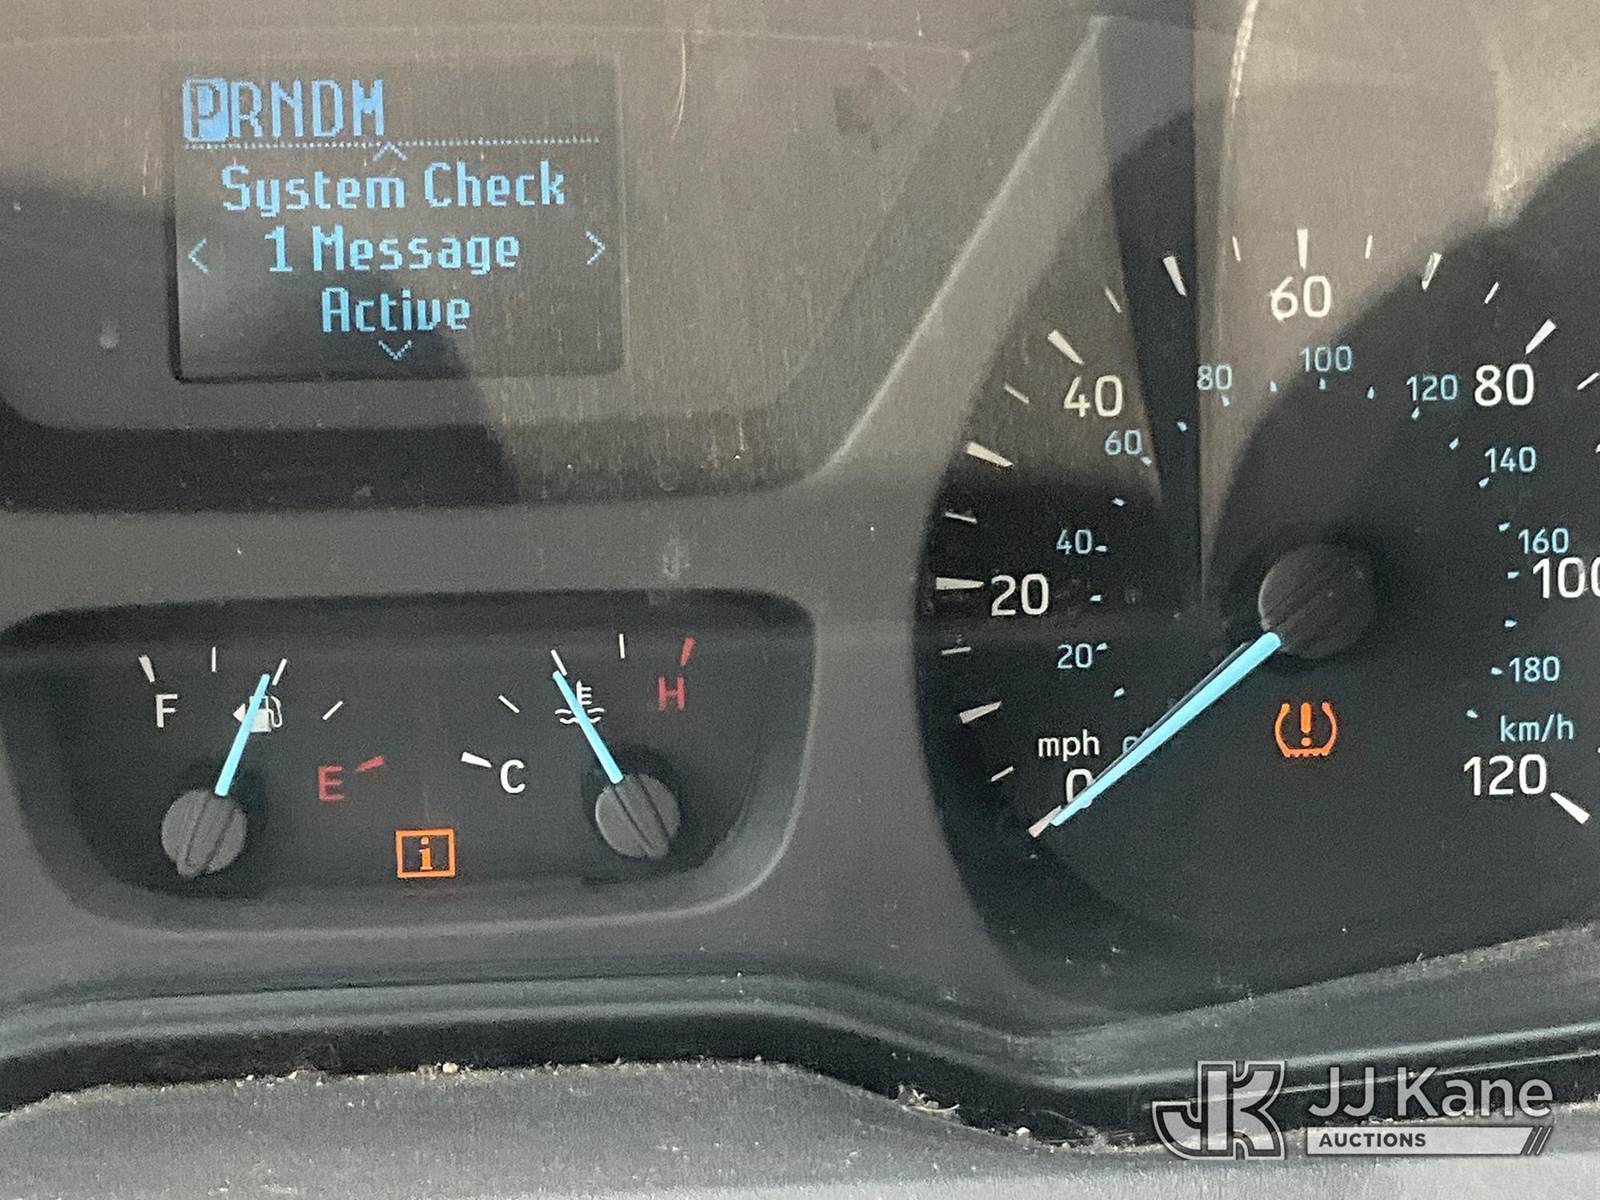 PRNDM
System Check
< 1 Message >
Active
F
E
C
H
i
mph
0
20
40
60
80
100
120
20
40
60
80
100
120
140
160
180
km/h
JK JJ Kane
AUCTIONS